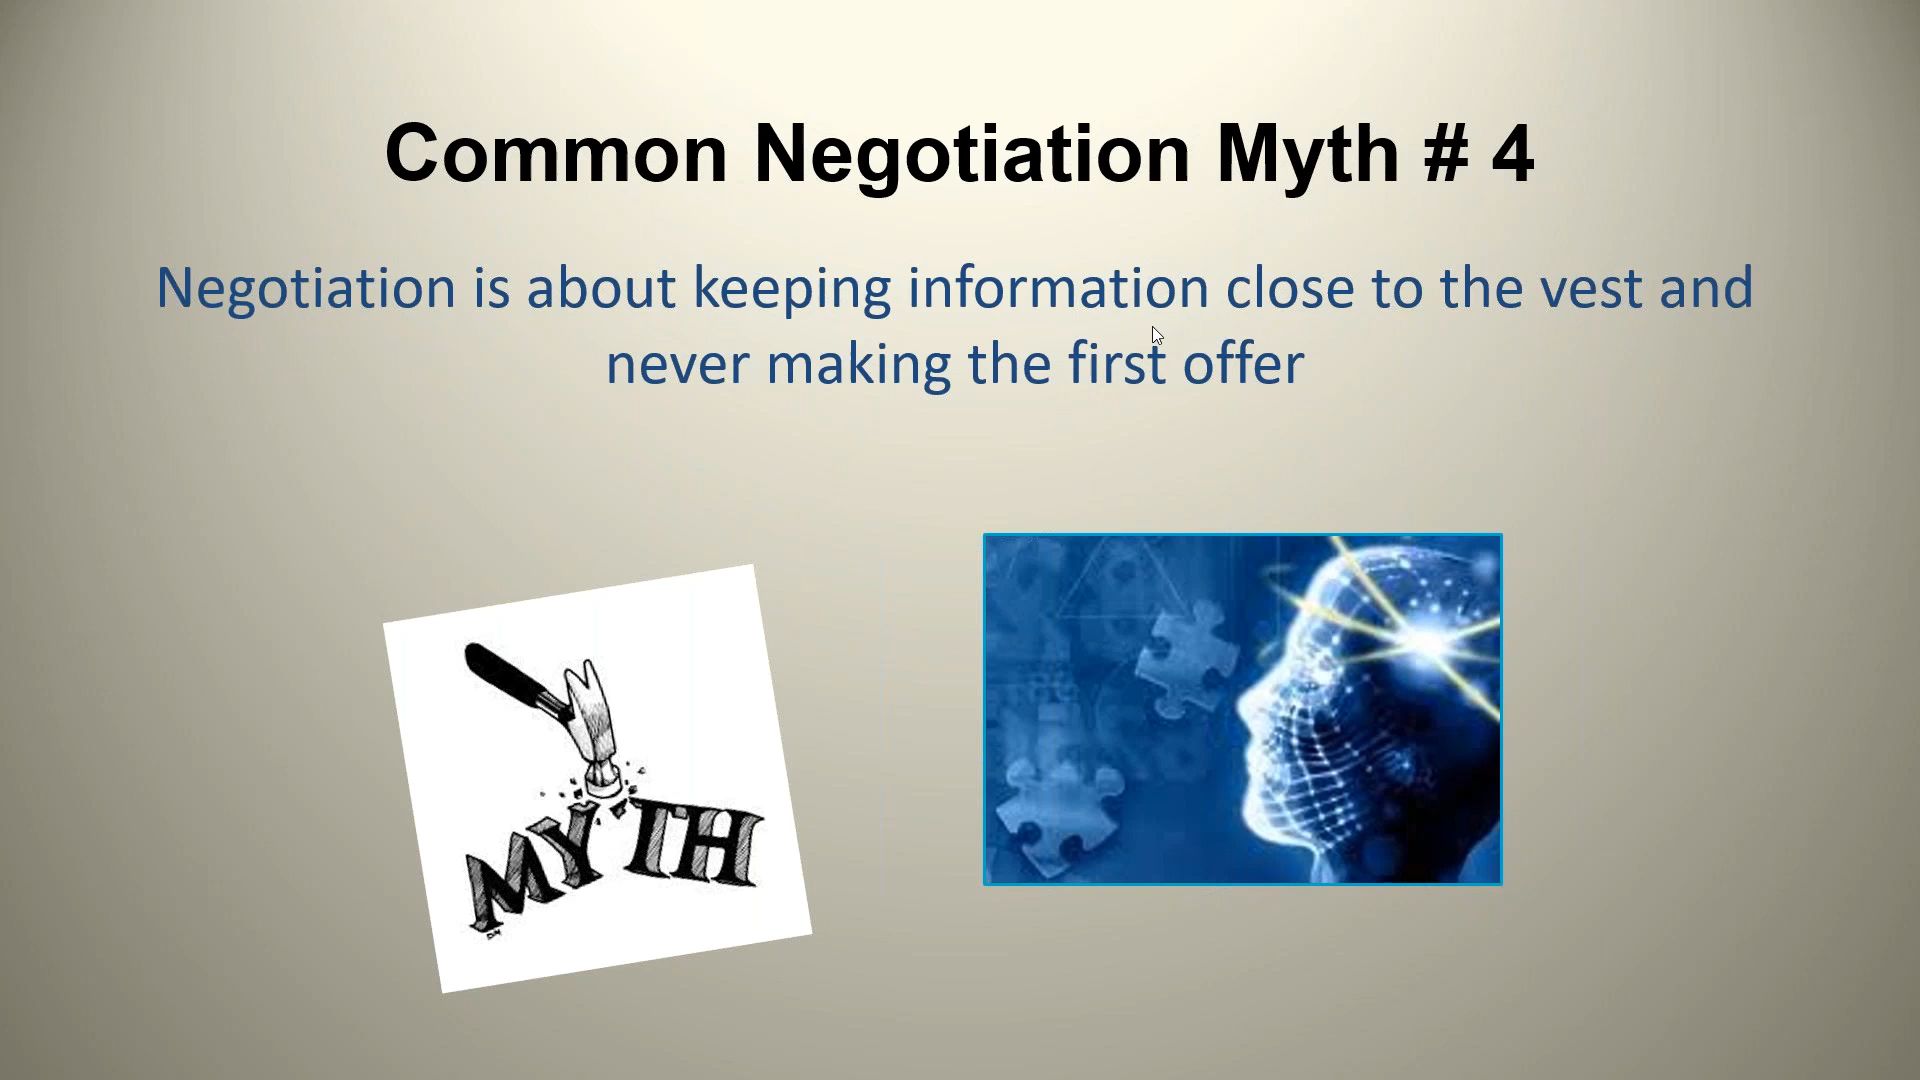 Common Negotiation Myth # 4
Negotiation is about keeping information close to the vest and
never making the first offer
MYTH